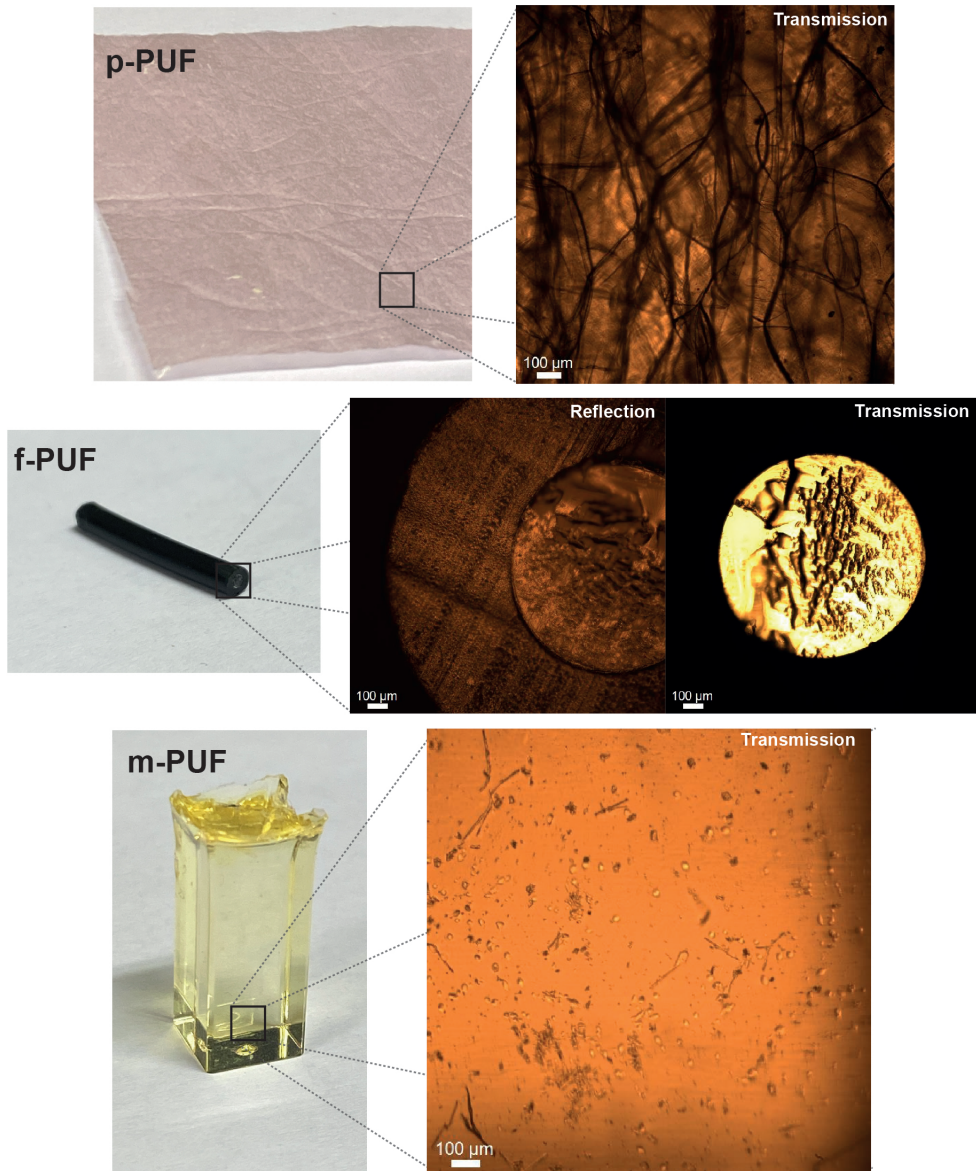 p-PUF
Transmission
100 µm
f-PUF
Reflection
Transmission
100 µm
100 µm
m-PUF
Transmission
100 µm